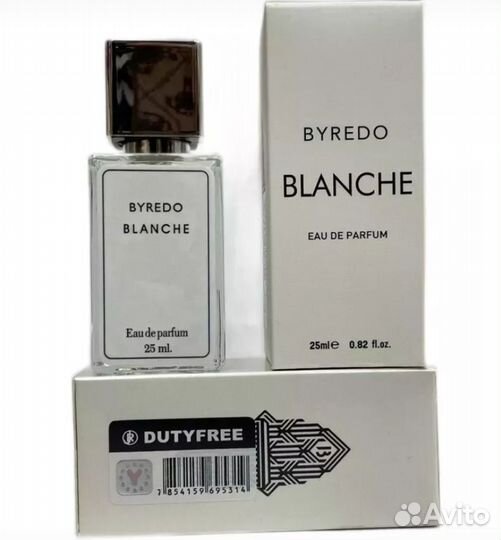 BYREDO
BLANCHE
Eau de parfum
25 ml.
BYREDO
BLANCHE
EAU DE PARFUM
25ml℮ 0.82 fl.oz.
DUTYFREE
7 854159 695314
B
Avito